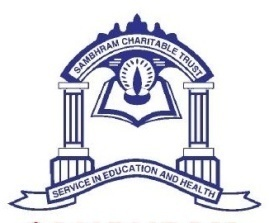 SAMBHRAM CHARITABLE TRUST
SERVICE IN EDUCATION AND HEALTH